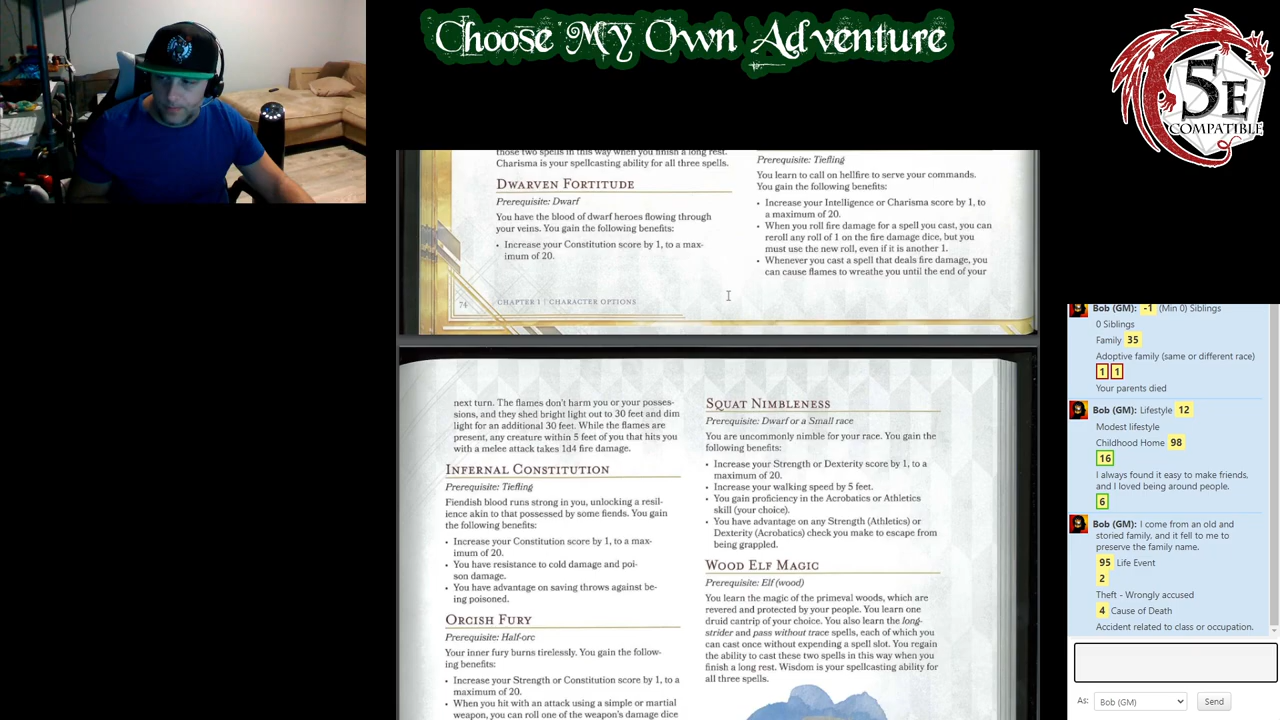 Choose My Own Adventure
5E
COMPATIBLE
those two spells in this way when you finish a long rest.
Charisma is your spellcasting ability for all three spells.
DWARVEN FORTITUDE
Prerequisite: Dwarf
You have the blood of dwarf heroes flowing through
your veins. You gain the following benefits:
• Increase your Constitution score by 1, to a max-
imum of 20.
74
CHAPTER 1 | CHARACTER OPTIONS
Prerequisite: Tiefling
You learn to call on hellfire to serve your commands.
You gain the following benefits:
• Increase your Intelligence or Charisma score by 1, to
a maximum of 20.
• When you roll fire damage for a spell you cast, you can
reroll any roll of 1 on the fire damage dice, but you
must use the new roll, even if it is another 1.
• Whenever you cast a spell that deals fire damage, you
can cause flames to wreathe you until the end of your
next turn. The flames don't harm you or your posses-
sions, and they shed bright light out to 30 feet and dim
light for an additional 30 feet. While the flames are
present, any creature within 5 feet of you that hits you
with a melee attack takes 1d4 fire damage.
INFERNAL CONSTITUTION
Prerequisite: Tiefling
Fiendish blood runs strong in you, unlocking a resil-
ience akin to that possessed by some fiends. You gain
the following benefits:
• Increase your Constitution score by 1, to a max-
imum of 20.
• You have resistance to cold damage and poi-
son damage.
• You have advantage on saving throws against be-
ing poisoned.
ORCISH FURY
Prerequisite: Half-orc
Your inner fury burns tirelessly. You gain the follow-
ing benefits:
• Increase your Strength or Constitution score by 1, to a
maximum of 20.
• When you hit with an attack using a simple or martial
weapon, you can roll one of the weapon's damage dice
SQUAT NIMBLENESS
Prerequisite: Dwarf or a Small race
You are uncommonly nimble for your race. You gain the
following benefits:
• Increase your Strength or Dexterity score by 1, to a
maximum of 20.
• Increase your walking speed by 5 feet.
• You gain proficiency in the Acrobatics or Athletics
skill (your choice).
• You have advantage on any Strength (Athletics) or
Dexterity (Acrobatics) check you make to escape from
being grappled.
WOOD ELF MAGIC
Prerequisite: Elf (wood)
You learn the magic of the primeval woods, which are
revered and protected by your people. You learn one
druid cantrip of your choice. You also learn the long-
strider and pass without trace spells, each of which you
can cast once without expending a spell slot. You regain
the ability to cast these two spells in this way when you
finish a long rest. Wisdom is your spellcasting ability for
all three spells.
Bob (GM): -1 (Min 0) Siblings
0 Siblings
Family 35
Adoptive family (same or different race)
1 1
Your parents died
Bob (GM): Lifestyle 12
Modest lifestyle
Childhood Home 98
16
I always found it easy to make friends,
and I loved being around people.
6
Bob (GM): I come from an old and
storied family, and it fell to me to
preserve the family name.
95 Life Event
2
Theft - Wrongly accused
4 Cause of Death
Accident related to class or occupation.
As:
Bob (GM)
Send